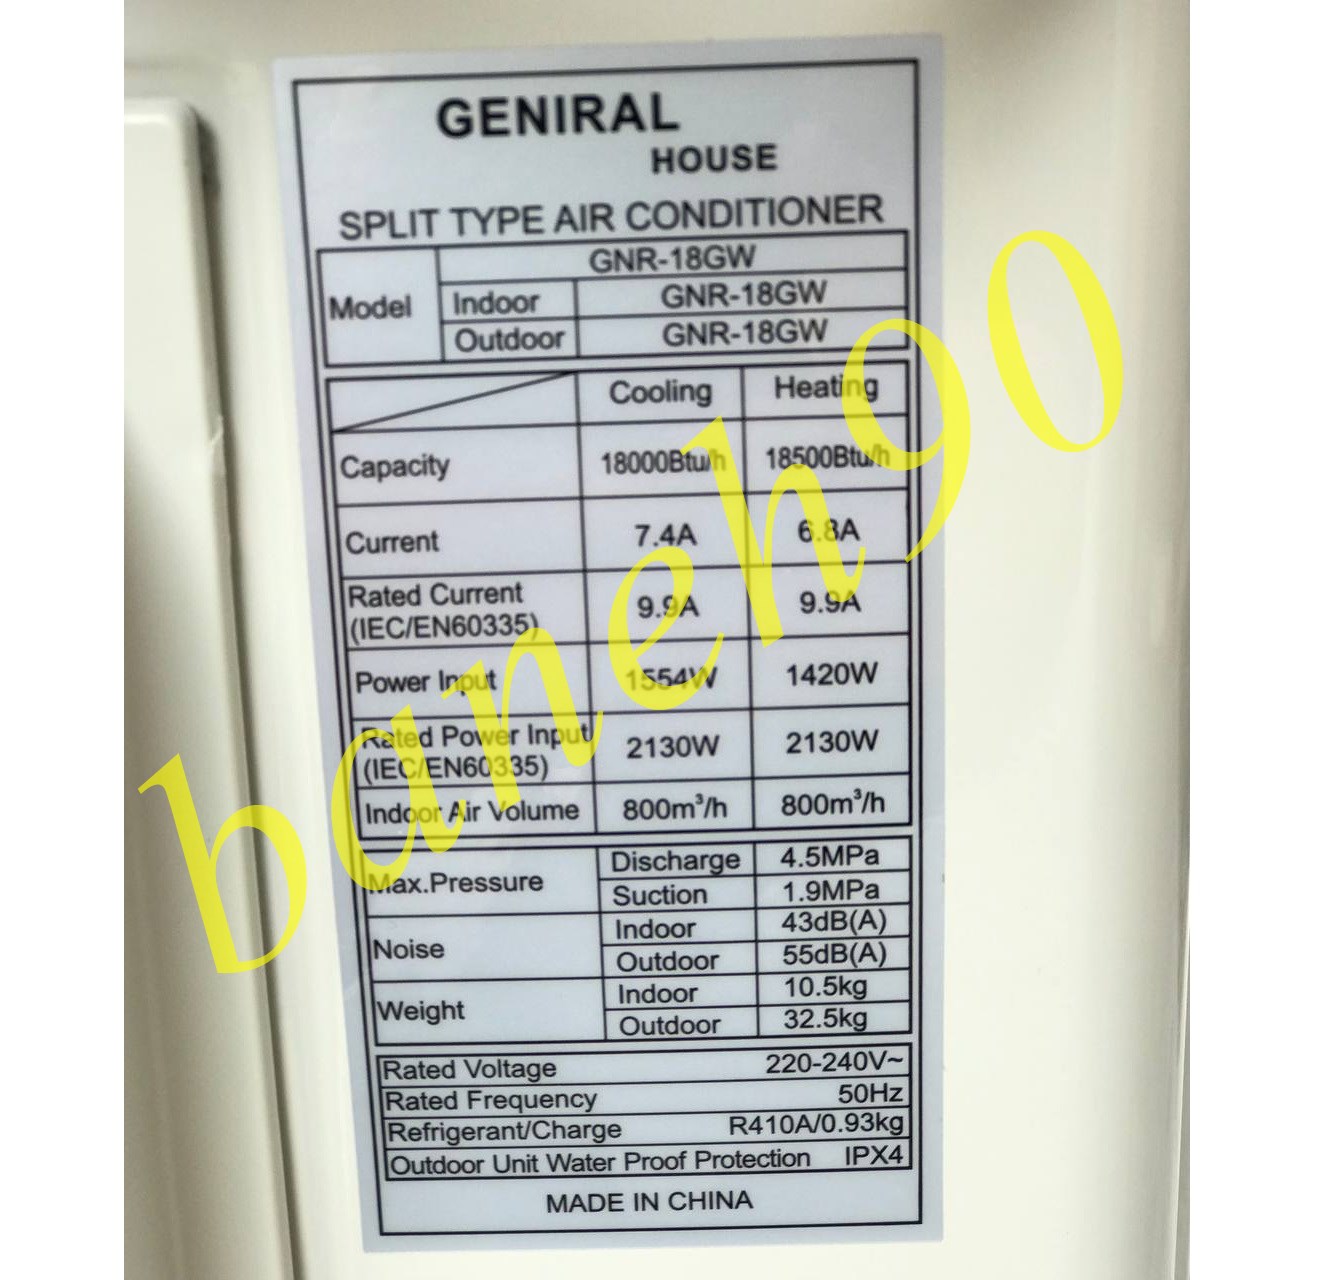 GENIRAL
HOUSE
SPLIT TYPE AIR CONDITIONER
Model GNR-18GW
Indoor GNR-18GW
Outdoor GNR-18GW
Cooling Heating
Capacity 18000Btu/h 18500Btu/h
Current 7.4A 6.8A
Rated Current (IEC/EN60335) 9.9A 9.9A
Power Input 1554W 1420W
Rated Power Input (IEC/EN60335) 2130W 2130W
Indoor Air Volume 800m³/h 800m³/h
Max.Pressure Discharge 4.5MPa
Suction 1.9MPa
Noise Indoor 43dB(A)
Outdoor 55dB(A)
Weight Indoor 10.5kg
Outdoor 32.5kg
Rated Voltage 220-240V~
Rated Frequency 50Hz
Refrigerant/Charge R410A/0.93kg
Outdoor Unit Water Proof Protection IPX4
MADE IN CHINA
baneh90